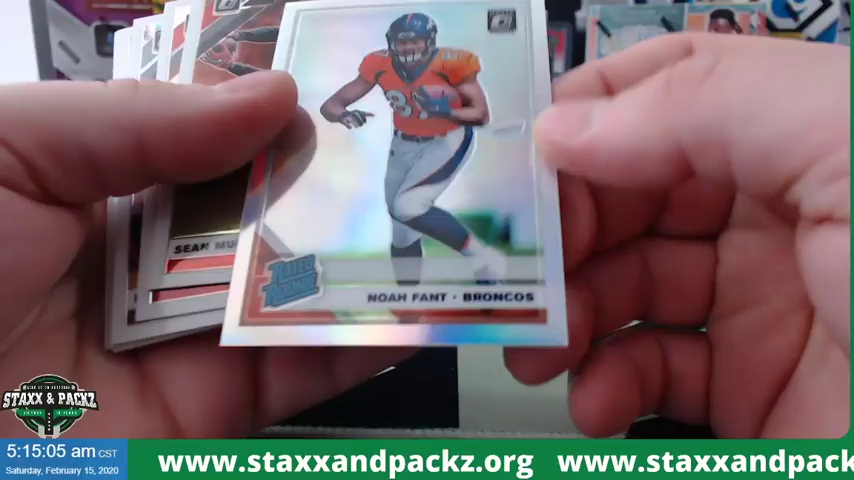 SEAN MU
RATED
ROOKIE
NOAH FANT · BRONCOS
STAXX & PACKZ
5:15:05 am CST
Saturday, February 15, 2020
www.staxxandpackz.org www.staxxandpackz